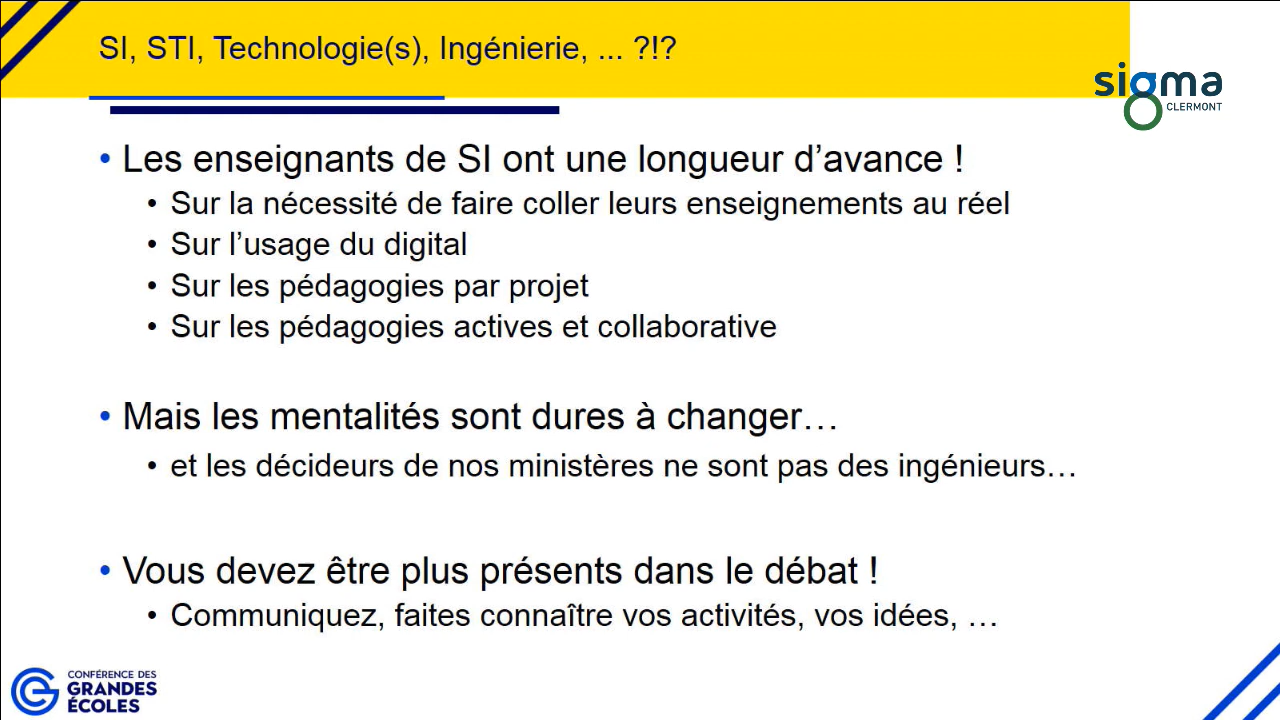 SI, STI, Technologie(s), Ingénierie, ... ?!?
sigma
CLERMONT
• Les enseignants de SI ont une longueur d’avance !
• Sur la nécessité de faire coller leurs enseignements au réel
• Sur l’usage du digital
• Sur les pédagogies par projet
• Sur les pédagogies actives et collaborative
• Mais les mentalités sont dures à changer…
• et les décideurs de nos ministères ne sont pas des ingénieurs…
• Vous devez être plus présents dans le débat !
• Communiquez, faites connaître vos activités, vos idées, …
CONFÉRENCE DES
GRANDES
ÉCOLES